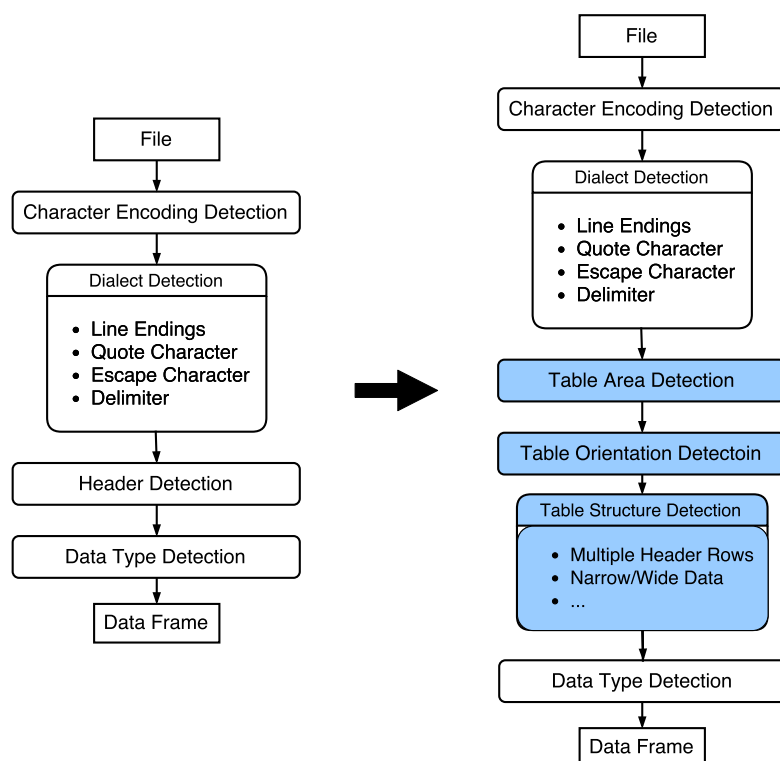 File
Character Encoding Detection
Dialect Detection
• Line Endings
• Quote Character
• Escape Character
• Delimiter
Header Detection
Data Type Detection
Data Frame
File
Character Encoding Detection
Dialect Detection
• Line Endings
• Quote Character
• Escape Character
• Delimiter
Table Area Detection
Table Orientation Detectoin
Table Structure Detection
• Multiple Header Rows
• Narrow/Wide Data
• ...
Data Type Detection
Data Frame